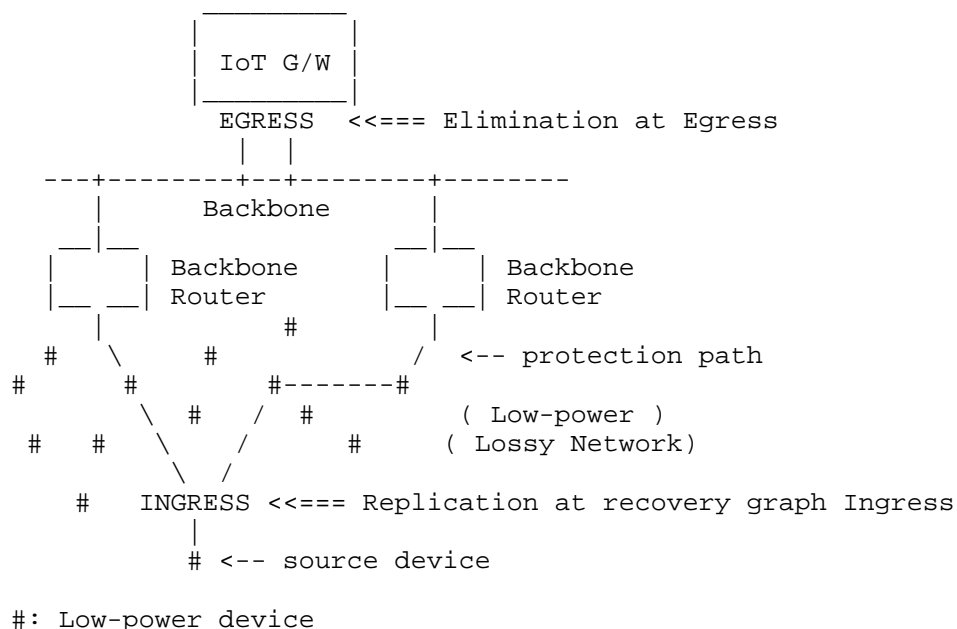 IoT G/W
EGRESS <<=== Elimination at Egress
Backbone
Backbone Backbone
Router Router
#
# # <-- protection path
# # #-------#
# # ( Low-power )
# # # ( Lossy Network)
# INGRESS <<=== Replication at recovery graph Ingress
# <-- source device
#: Low-power device